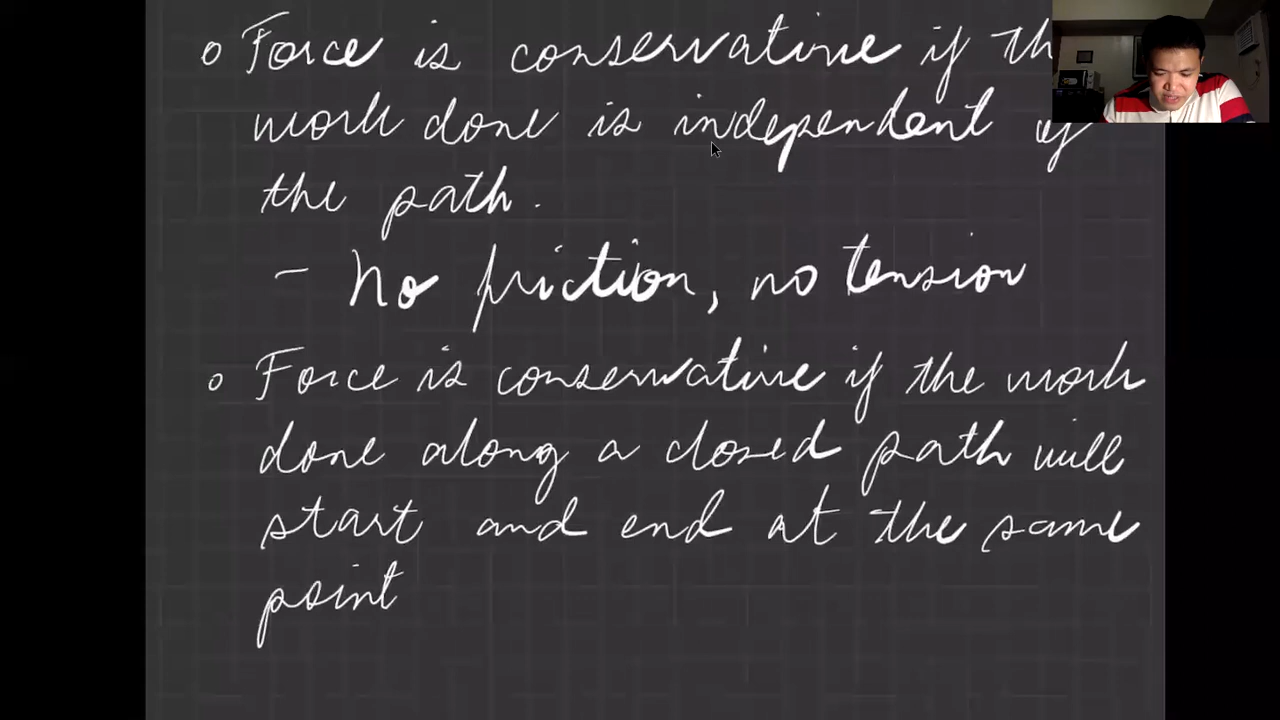 o Force is conservative if th
work done is independent of
the path.
- No friction, no tension
o Force is conservative if the work
done along a closed path will
start and end at the same
point